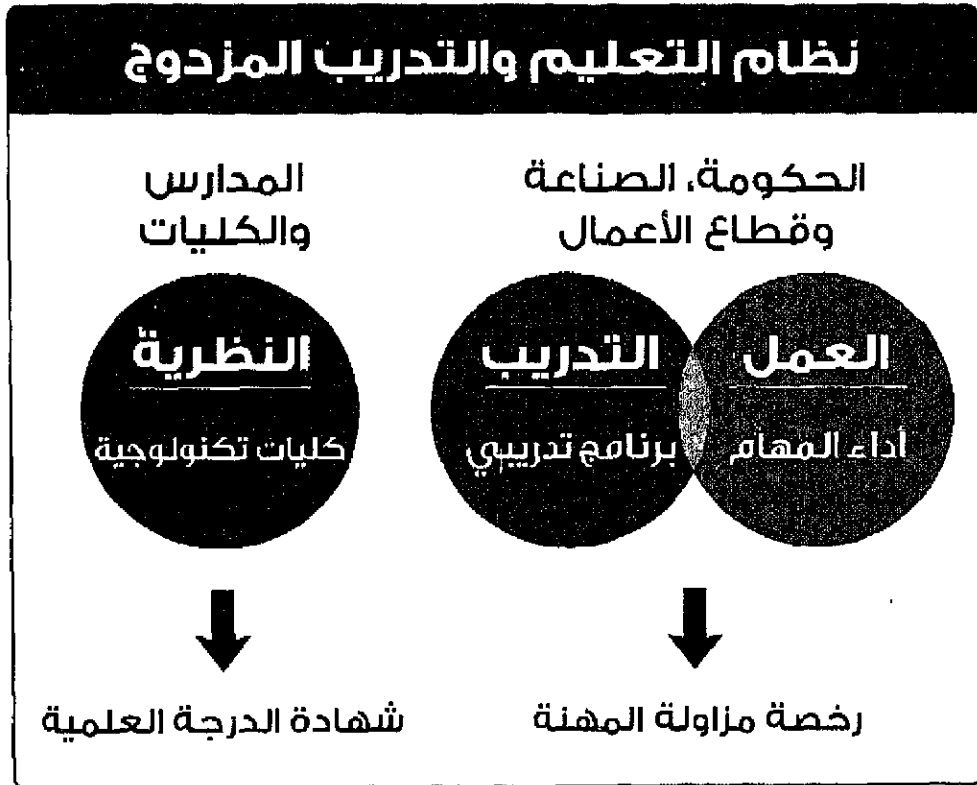 نظام التعليم والتدريب المزدوج
الحكومة، الصناعة
وقطاع الأعمال
المدارس
والكليات
العمل
أداء المهام
التدريب
برنامج تدريبي
النظرية
كليات تكنولوجية
رخصة مزاولة المهنة
شهادة الدرجة العلمية